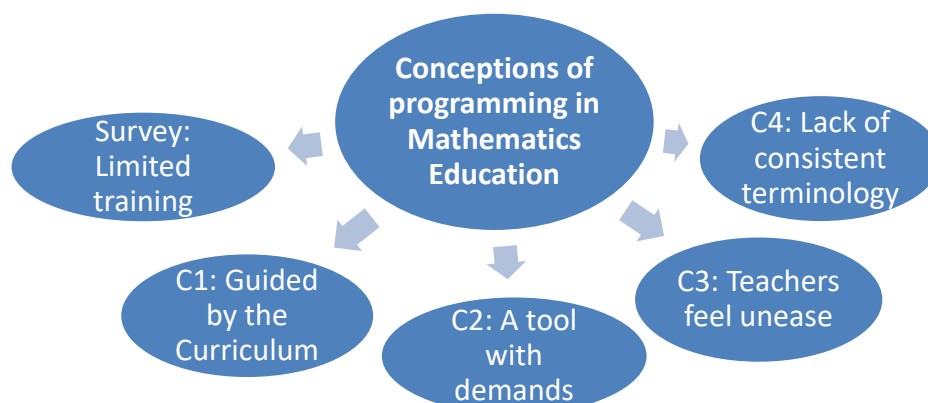 Conceptions of
programming in
Mathematics
Education
Survey:
Limited
training
C1: Guided
by the
Curriculum
C2: A tool
with
demands
C3: Teachers
feel unease
C4: Lack of
consistent
terminology